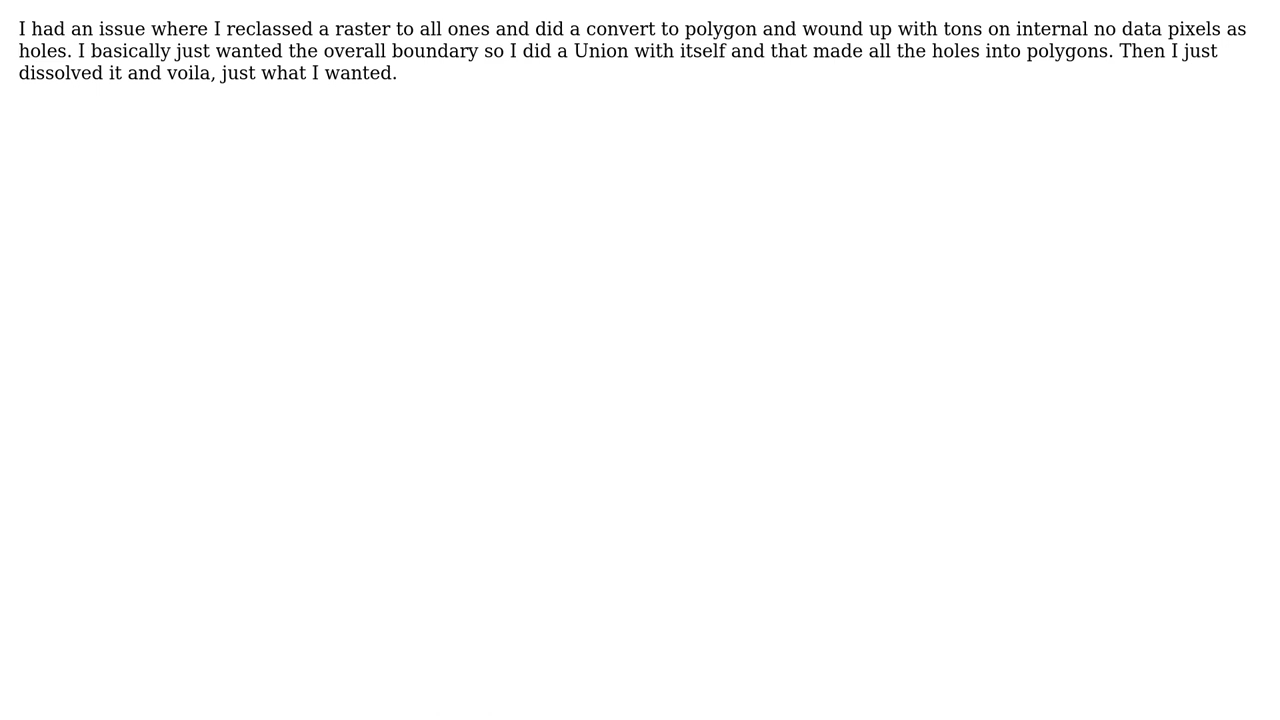 I had an issue where I reclassed a raster to all ones and did a convert to polygon and wound up with tons on internal no data pixels as
holes. I basically just wanted the overall boundary so I did a Union with itself and that made all the holes into polygons. Then I just
dissolved it and voila, just what I wanted.